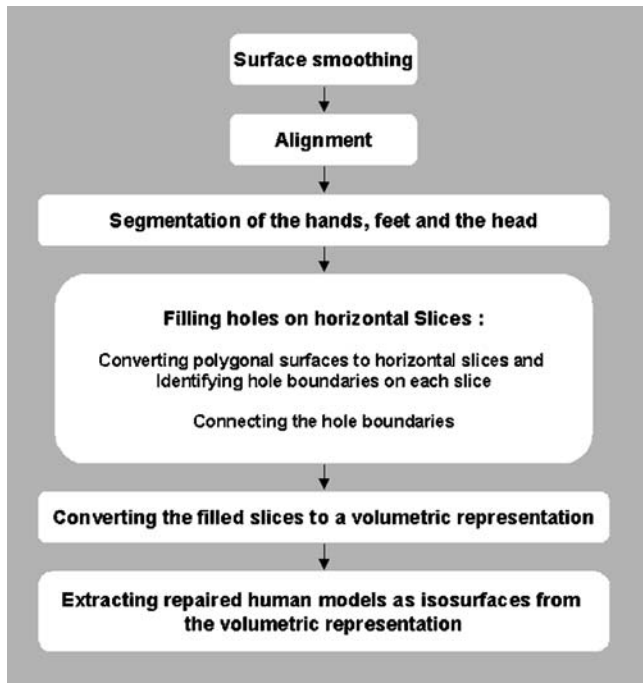 Surface smoothing
Alignment
Segmentation of the hands, feet and the head
Filling holes on horizontal Slices :
Converting polygonal surfaces to horizontal slices and
Identifying hole boundaries on each slice
Connecting the hole boundaries
Converting the filled slices to a volumetric representation
Extracting repaired human models as isosurfaces from
the volumetric representation